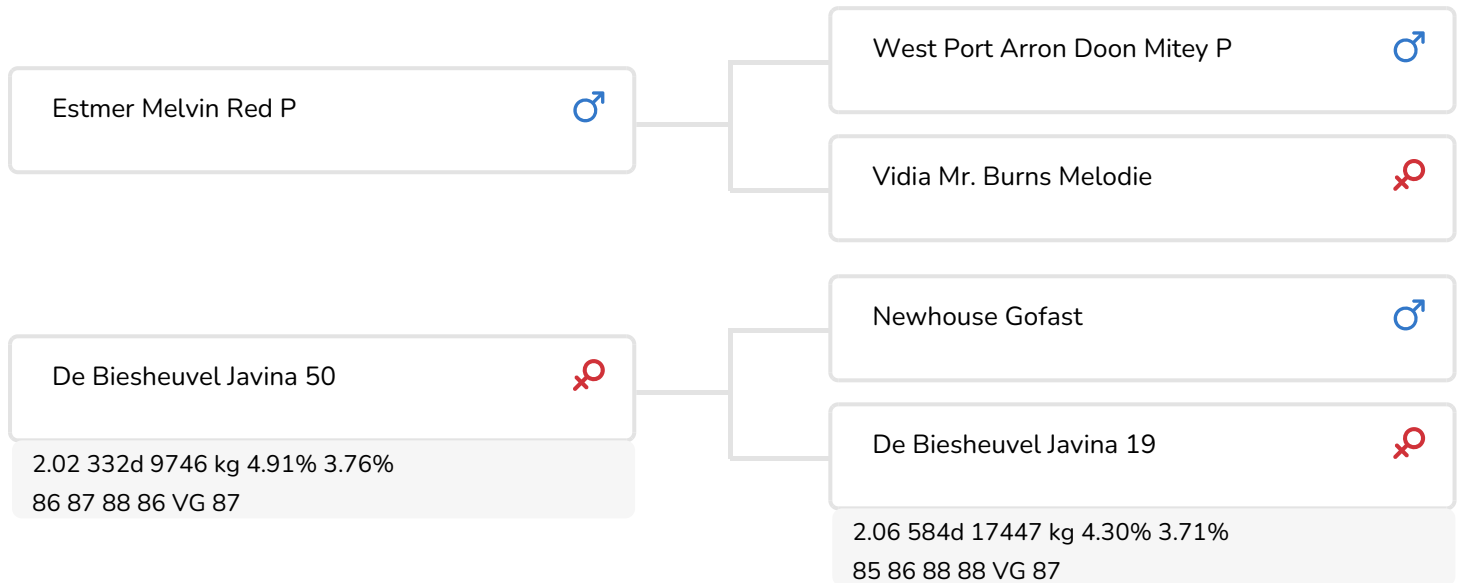 West Port Arron Doon Mitey P
Estmer Melvin Red P
Vidia Mr. Burns Melodie
Newhouse Gofast
De Biesheuvel Javina 50
2.02 332d 9746 kg 4.91% 3.76%
86 87 88 86 VG 87
De Biesheuvel Javina 19
2.06 584d 17447 kg 4.30% 3.71%
85 86 88 88 VG 87